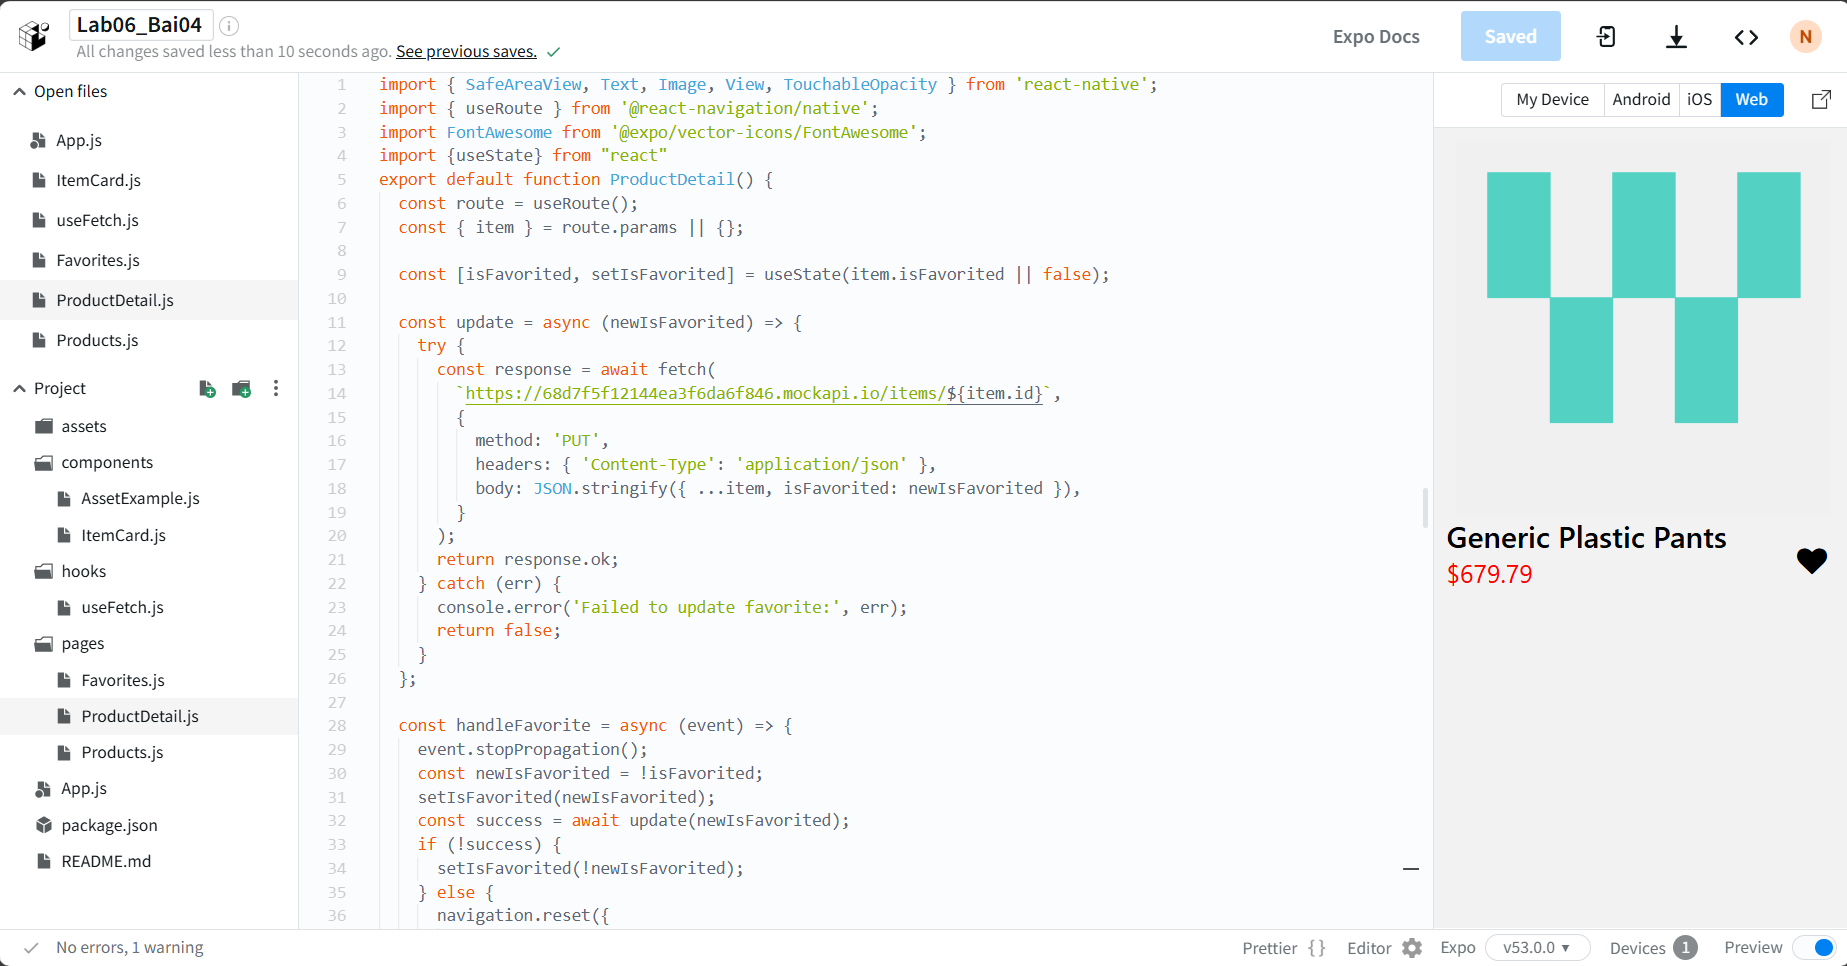 Lab06_Bai04
All changes saved less than 10 seconds ago. See previous saves.
Expo Docs
Saved
N
Open files
App.js
ItemCard.js
useFetch.js
Favorites.js
ProductDetail.js
Products.js
Project
assets
components
AssetExample.js
ItemCard.js
hooks
useFetch.js
pages
Favorites.js
ProductDetail.js
Products.js
App.js
package.json
README.md
1 import { SafeAreaView, Text, Image, View, TouchableOpacity } from 'react-native';
2 import { useRoute } from '@react-navigation/native';
3 import FontAwesome from '@expo/vector-icons/FontAwesome';
4 import {useState} from "react"
5 export default function ProductDetail() {
6 const route = useRoute();
7 const { item } = route.params || {};
8
9 const [isFavorited, setIsFavorited] = useState(item.isFavorited || false);
10
11 const update = async (newIsFavorited) => {
12 try {
13 const response = await fetch(
14 `https://68d7f5f12144ea3f6da6f846.mockapi.io/items/${item.id}`,
15 {
16 method: 'PUT',
17 headers: { 'Content-Type': 'application/json' },
18 body: JSON.stringify({ ...item, isFavorited: newIsFavorited }),
19 }
20 );
21 return response.ok;
22 } catch (err) {
23 console.error('Failed to update favorite:', err);
24 return false;
25 }
26 };
27
28 const handleFavorite = async (event) => {
29 event.stopPropagation();
30 const newIsFavorited = !isFavorited;
31 setIsFavorited(newIsFavorited);
32 const success = await update(newIsFavorited);
33 if (!success) {
34 setIsFavorited(!newIsFavorited);
35 } else {
36 navigation.reset({
My Device
Android
iOS
Web
Generic Plastic Pants
$679.79
No errors, 1 warning
Prettier {}
Editor
Expo
v53.0.0
Devices 1
Preview